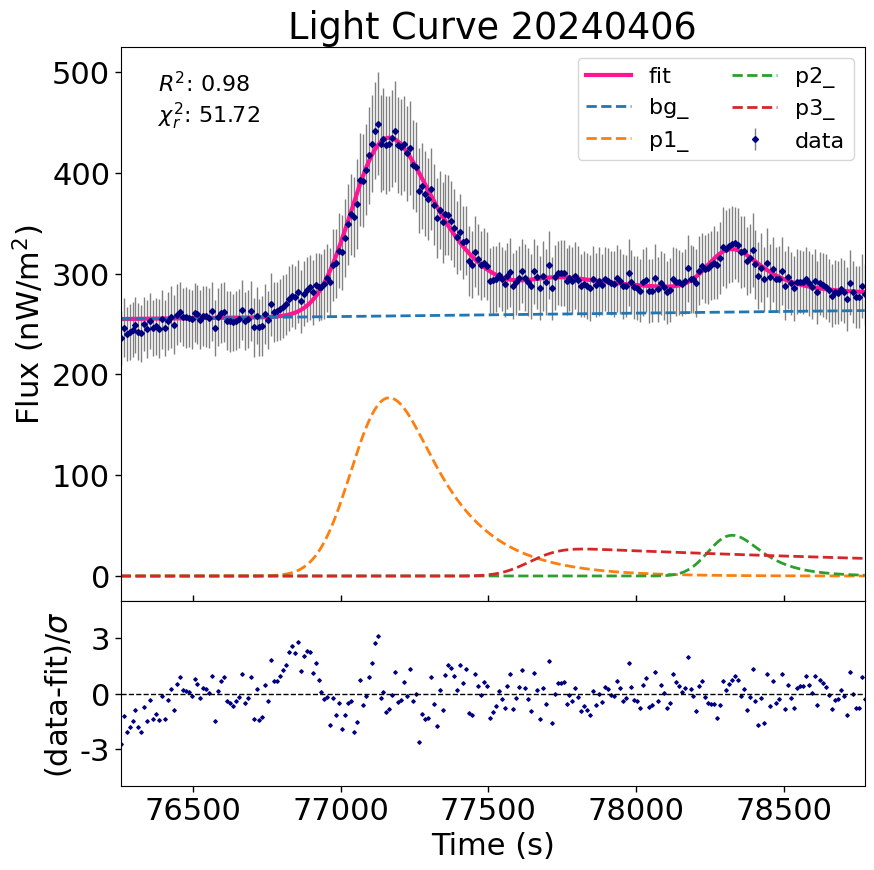 Light Curve 20240406
R²: 0.98
χ²ᵣ: 51.72
fit
bg_
p1_
p2_
p3_
data
500
400
300
200
100
0
Flux (nW/m²)
3
0
-3
(data-fit)/σ
76500 77000 77500 78000 78500
Time (s)